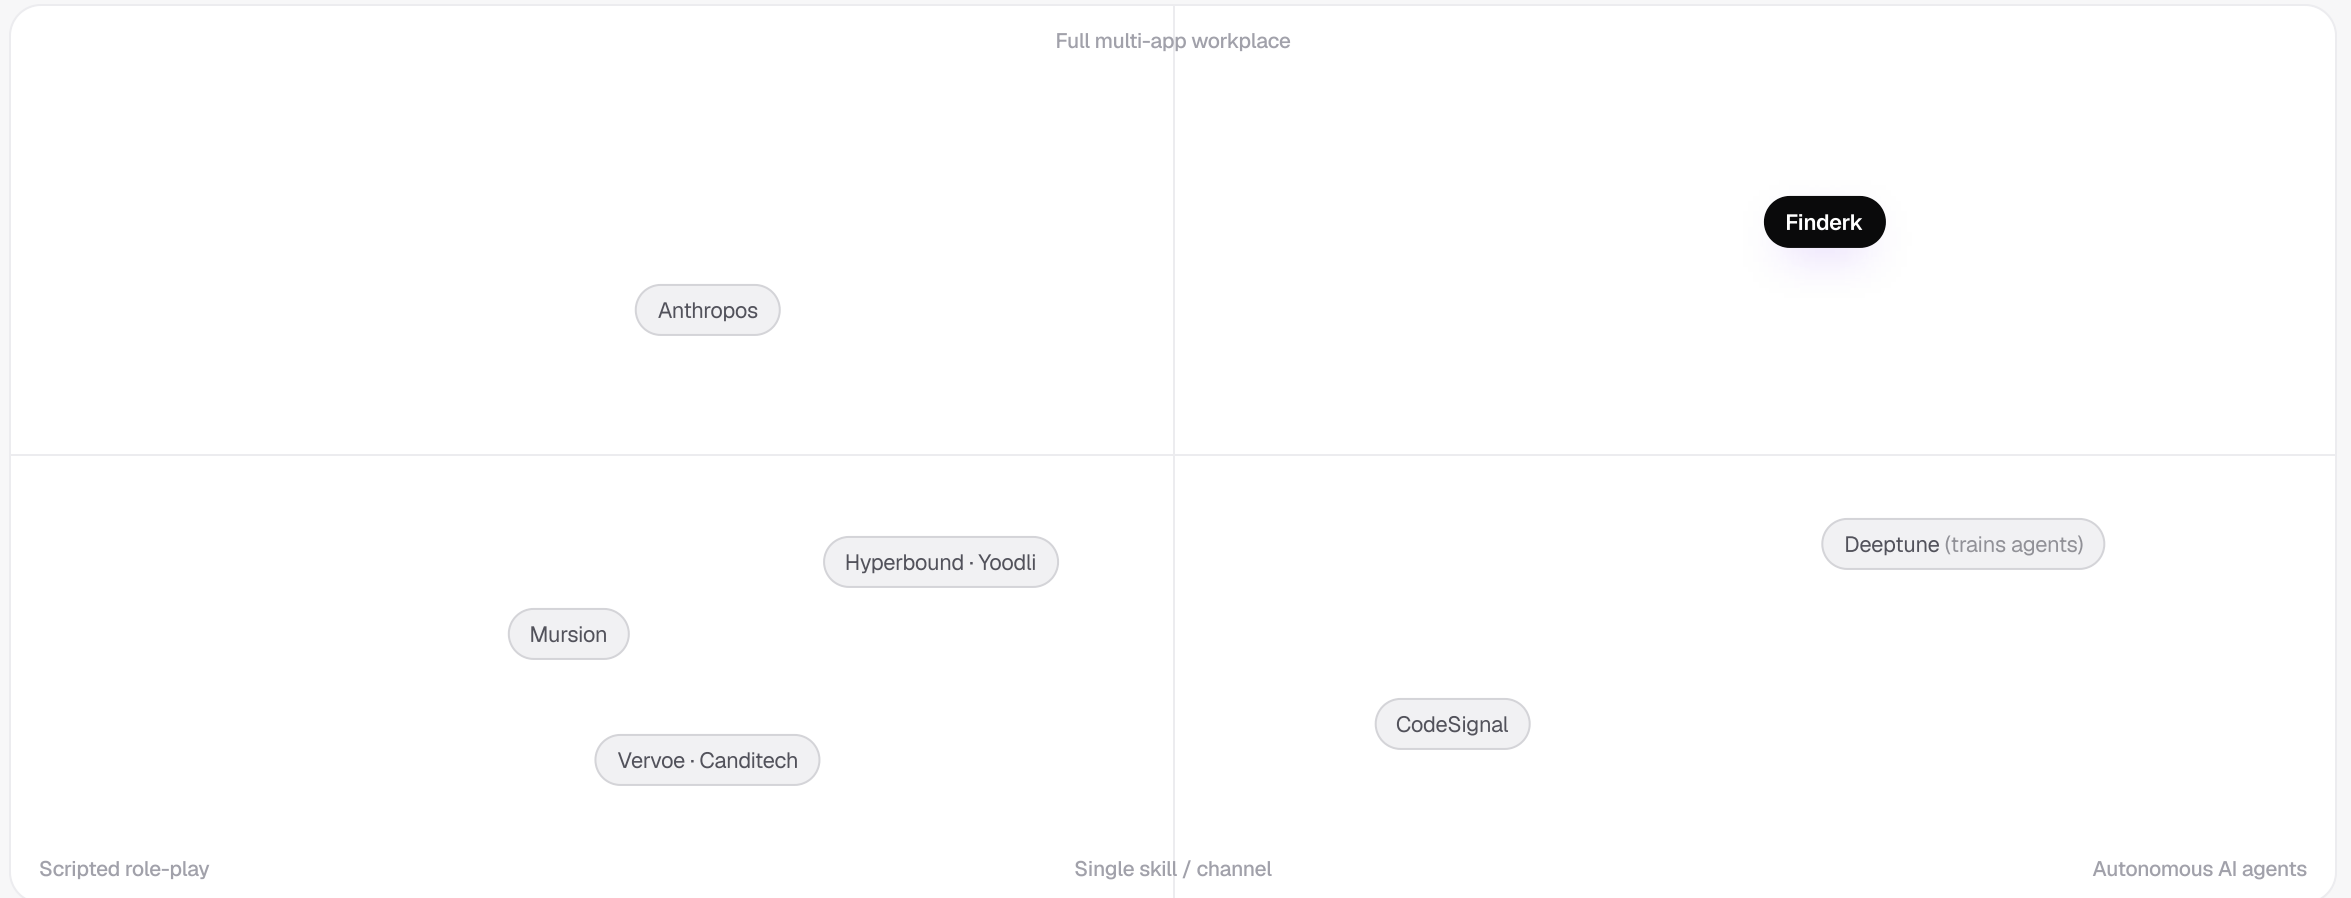 Full multi-app workplace
Finderk
Anthropos
Deeptune (trains agents)
Hyperbound · Yoodli
Mursion
CodeSignal
Vervoe · Canditech
Scripted role-play
Single skill / channel
Autonomous AI agents